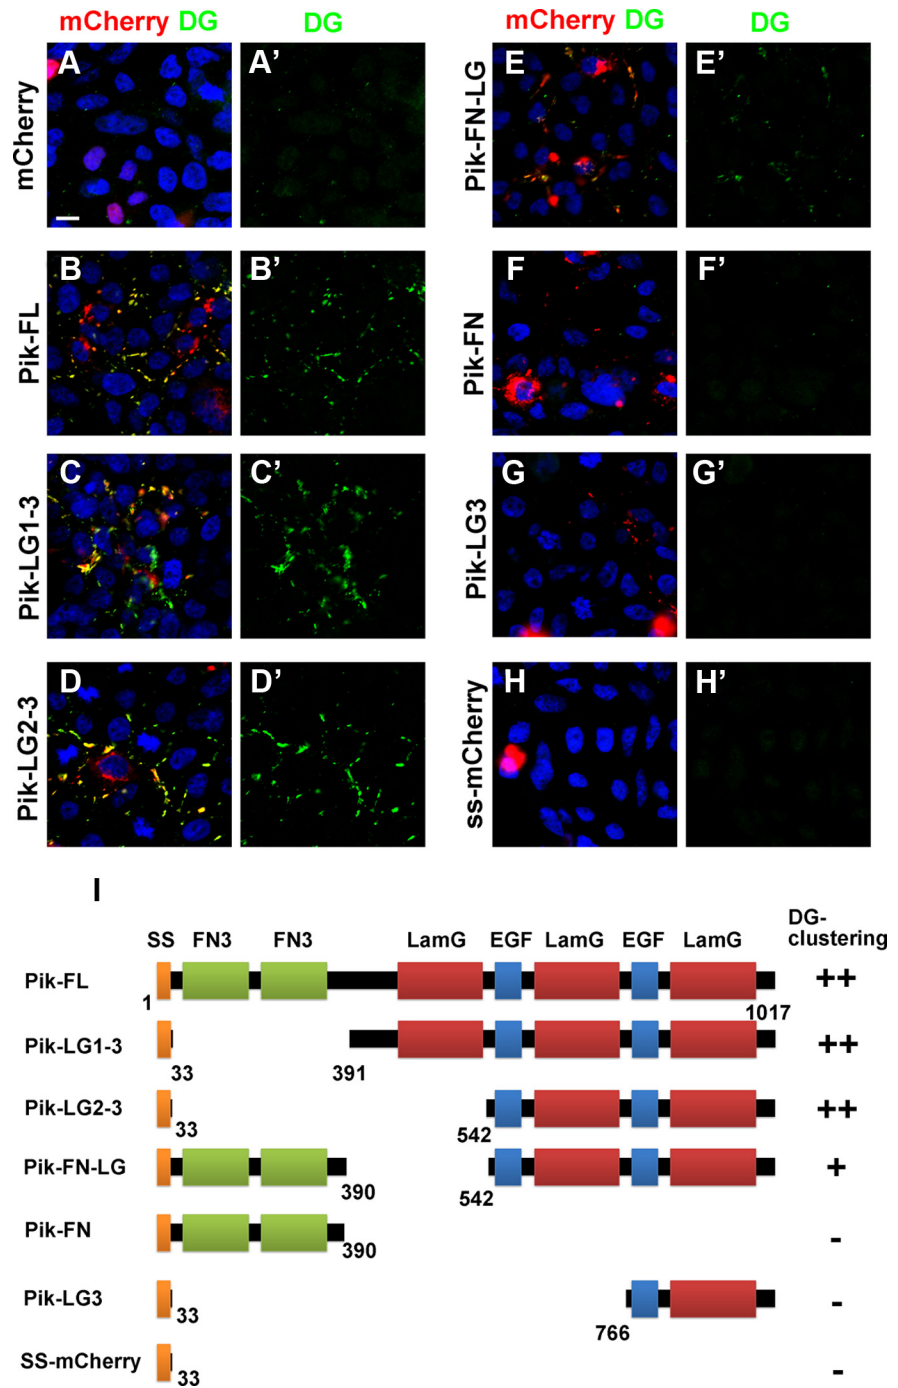 mCherry DG DG mCherry DG DG
mCherry A A’ Pik-FN-LG E E’
Pik-FL B B’ Pik-FN F F’
Pik-LG1-3 C C’ Pik-LG3 G G’
Pik-LG2-3 D D’ ss-mCherry H H’
I
DG-
clustering
SS FN3 FN3 LamG EGF LamG EGF LamG
Pik-FL ++
1 1017
Pik-LG1-3 ++
33 391
Pik-LG2-3 ++
33 542
Pik-FN-LG +
390 542
Pik-FN -
390
Pik-LG3 -
33 766
SS-mCherry -
33